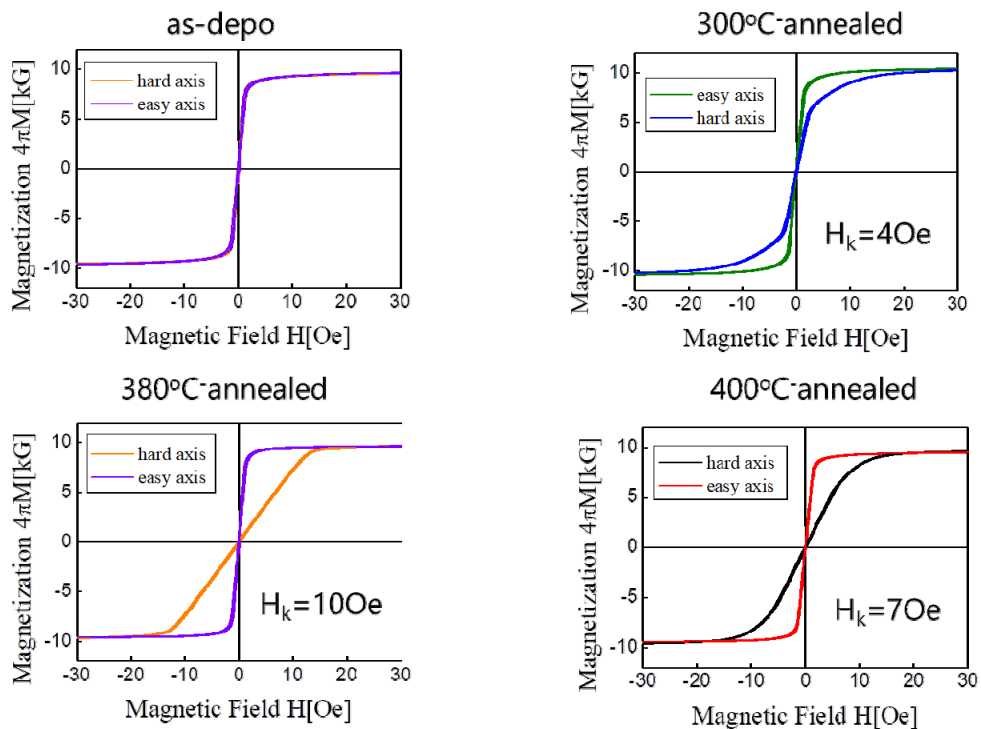 as-depo
hard axis
easy axis
Magnetization 4πM[kG]
10
5
0
-5
-10
-30 -20 -10 0 10 20 30
Magnetic Field H[Oe]
300℃-annealed
easy axis
hard axis
Magnetization 4πM[kG]
10
5
0
-5
-10
H_k=4Oe
-30 -20 -10 0 10 20 30
Magnetic Field H[Oe]
380℃-annealed
hard axis
easy axis
Magnetization 4πM[kG]
10
5
0
-5
-10
H_k=10Oe
-30 -20 -10 0 10 20 30
Magnetic Field H[Oe]
400℃-annealed
hard axis
easy axis
Magnetization 4πM[kG]
10
5
0
-5
-10
H_k=7Oe
-30 -20 -10 0 10 20 30
Magnetic Field H[Oe]